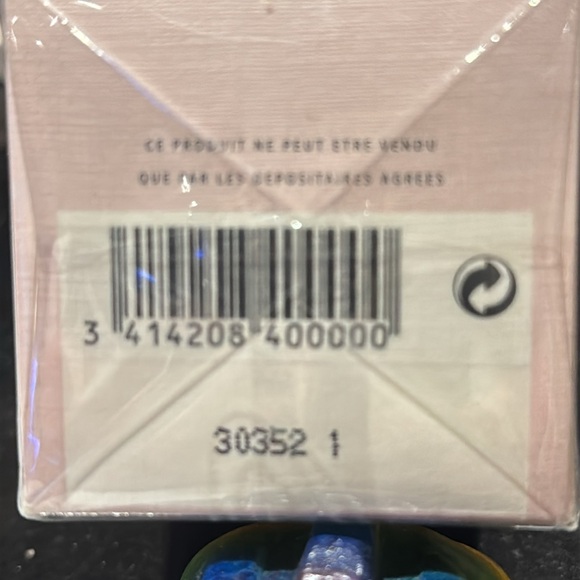 CE PRODUIT NE PEUT ETRE VENDU
QUE PAR LES DEPOSITAIRES AGREES
3 414208 400000
30352 1